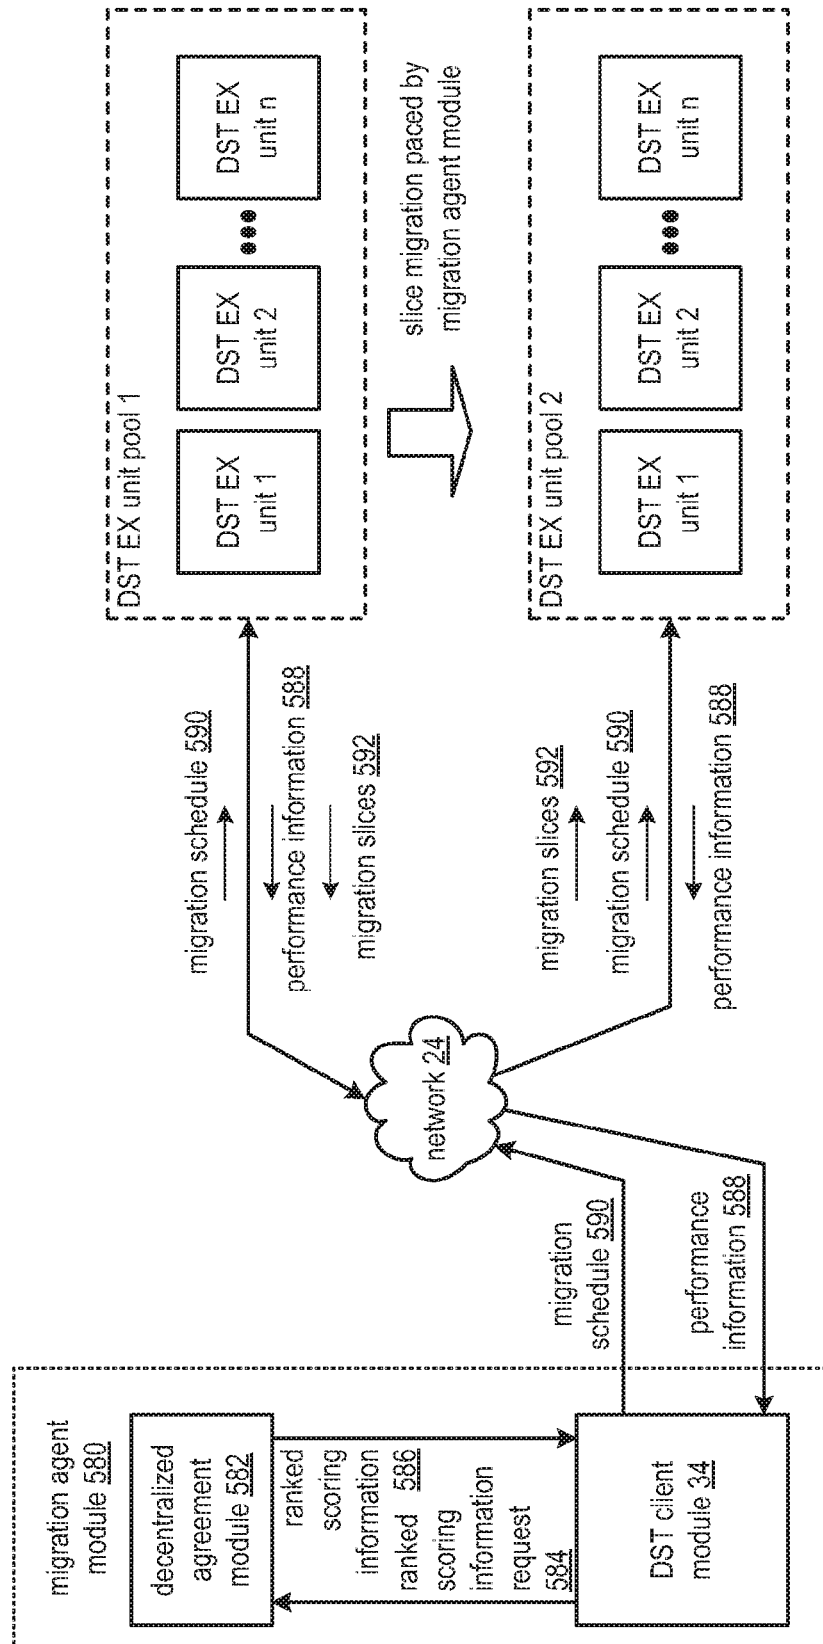 migration agent
module 580
decentralized
agreement
module 582
ranked
scoring
information 586
ranked
scoring
information
request
584
DST client
module 34
migration
schedule 590
performance
information 588
network 24
migration schedule 590
performance information 588
migration slices 592
migration slices 592
migration schedule 590
performance information 588
DST EX unit pool 1
DST EX
unit 1
DST EX
unit 2
DST EX
unit n
slice migration paced by
migration agent module
DST EX unit pool 2
DST EX
unit 1
DST EX
unit 2
DST EX
unit n